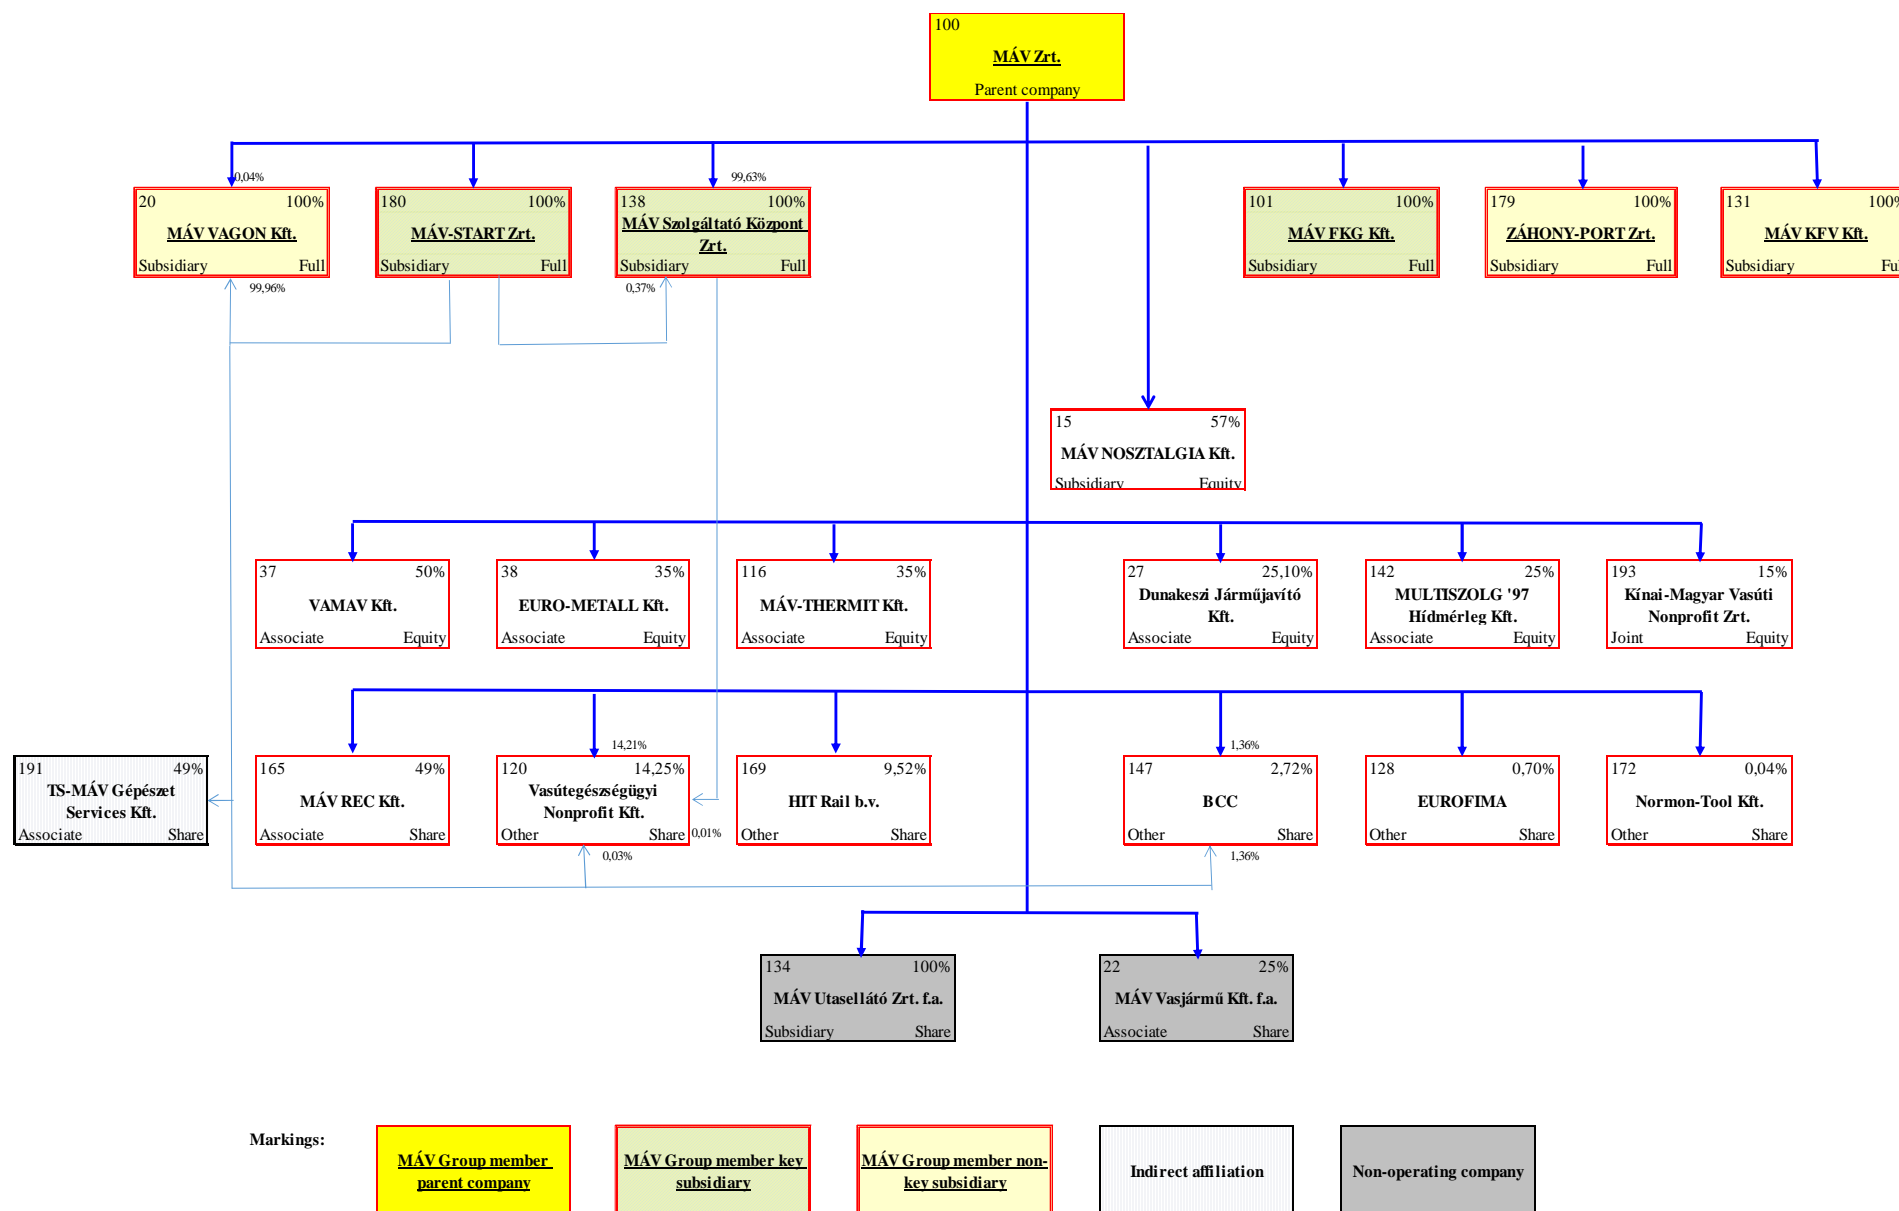 100
MÁV Zrt.
Parent company
0,04%
99,63%
20 100%
MÁV VAGON Kft.
Subsidiary Full
99,96%
180 100%
MÁV-START Zrt.
Subsidiary Full
138 100%
MÁV Szolgáltató Központ
Zrt.
Subsidiary Full
0,37%
101 100%
MÁV FKG Kft.
Subsidiary Full
179 100%
ZÁHONY-PORT Zrt.
Subsidiary Full
131 100%
MÁV KFV Kft.
Subsidiary Ful
15 57%
MÁV NOSZTALGIA Kft.
Subsidiary Equity
37 50%
VAMAV Kft.
Associate Equity
38 35%
EURO-METALL Kft.
Associate Equity
116 35%
MÁV-THERMIT Kft.
Associate Equity
27 25,10%
Dunakeszi Járműjavító
Kft.
Associate Equity
142 25%
MULTISZOLG '97
Hídmérleg Kft.
Associate Equity
193 15%
Kínai-Magyar Vasúti
Nonprofit Zrt.
Joint Equity
191 49%
TS-MÁV Gépészet
Services Kft.
Associate Share
165 49%
MÁV REC Kft.
Associate Share
14,21%
120 14,25%
Vasútegészségügyi
Nonprofit Kft.
Other Share
0,01%
0,03%
169 9,52%
HIT Rail b.v.
Other Share
1,36%
147 2,72%
BCC
Other Share
1,36%
128 0,70%
EUROFIMA
Other Share
172 0,04%
Normon-Tool Kft.
Other Share
134 100%
MÁV Utasellátó Zrt. f.a.
Subsidiary Share
22 25%
MÁV Vasjármű Kft. f.a.
Associate Share
Markings:
MÁV Group member
parent company
MÁV Group member key
subsidiary
MÁV Group member non-
key subsidiary
Indirect affiliation
Non-operating company